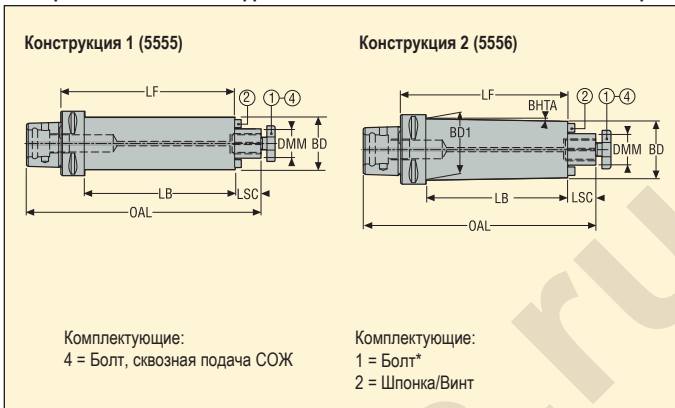 Конструкция 1 (5555)
Конструкция 2 (5556)
LF
2
1-4
DMM
BD
LB
LSC
OAL
LF
BHTA
2
1-4
BD1
DMM
BD
LB
LSC
OAL
Комплектующие:
4 = Болт, сквозная подача СОЖ
Комплектующие:
1 = Болт*
2 = Шпонка/Винт